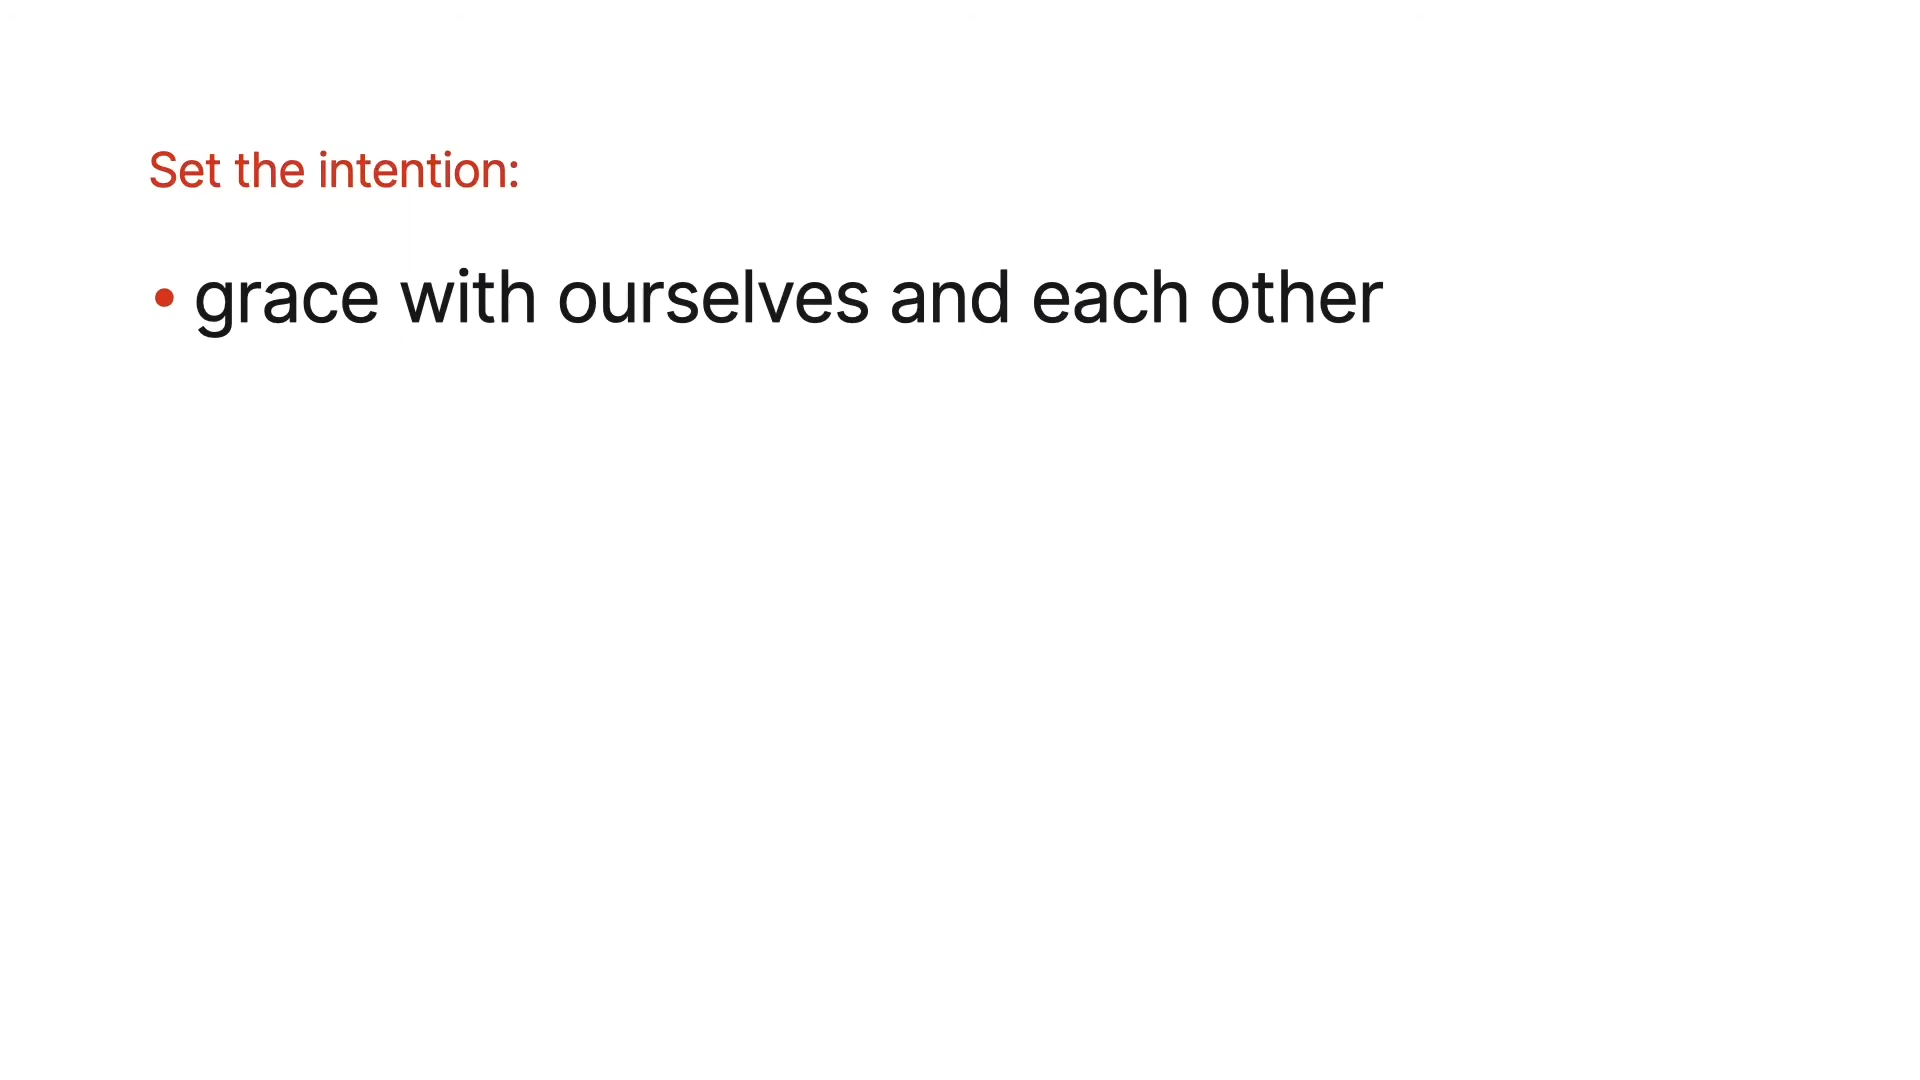 Set the intention:
• grace with ourselves and each other